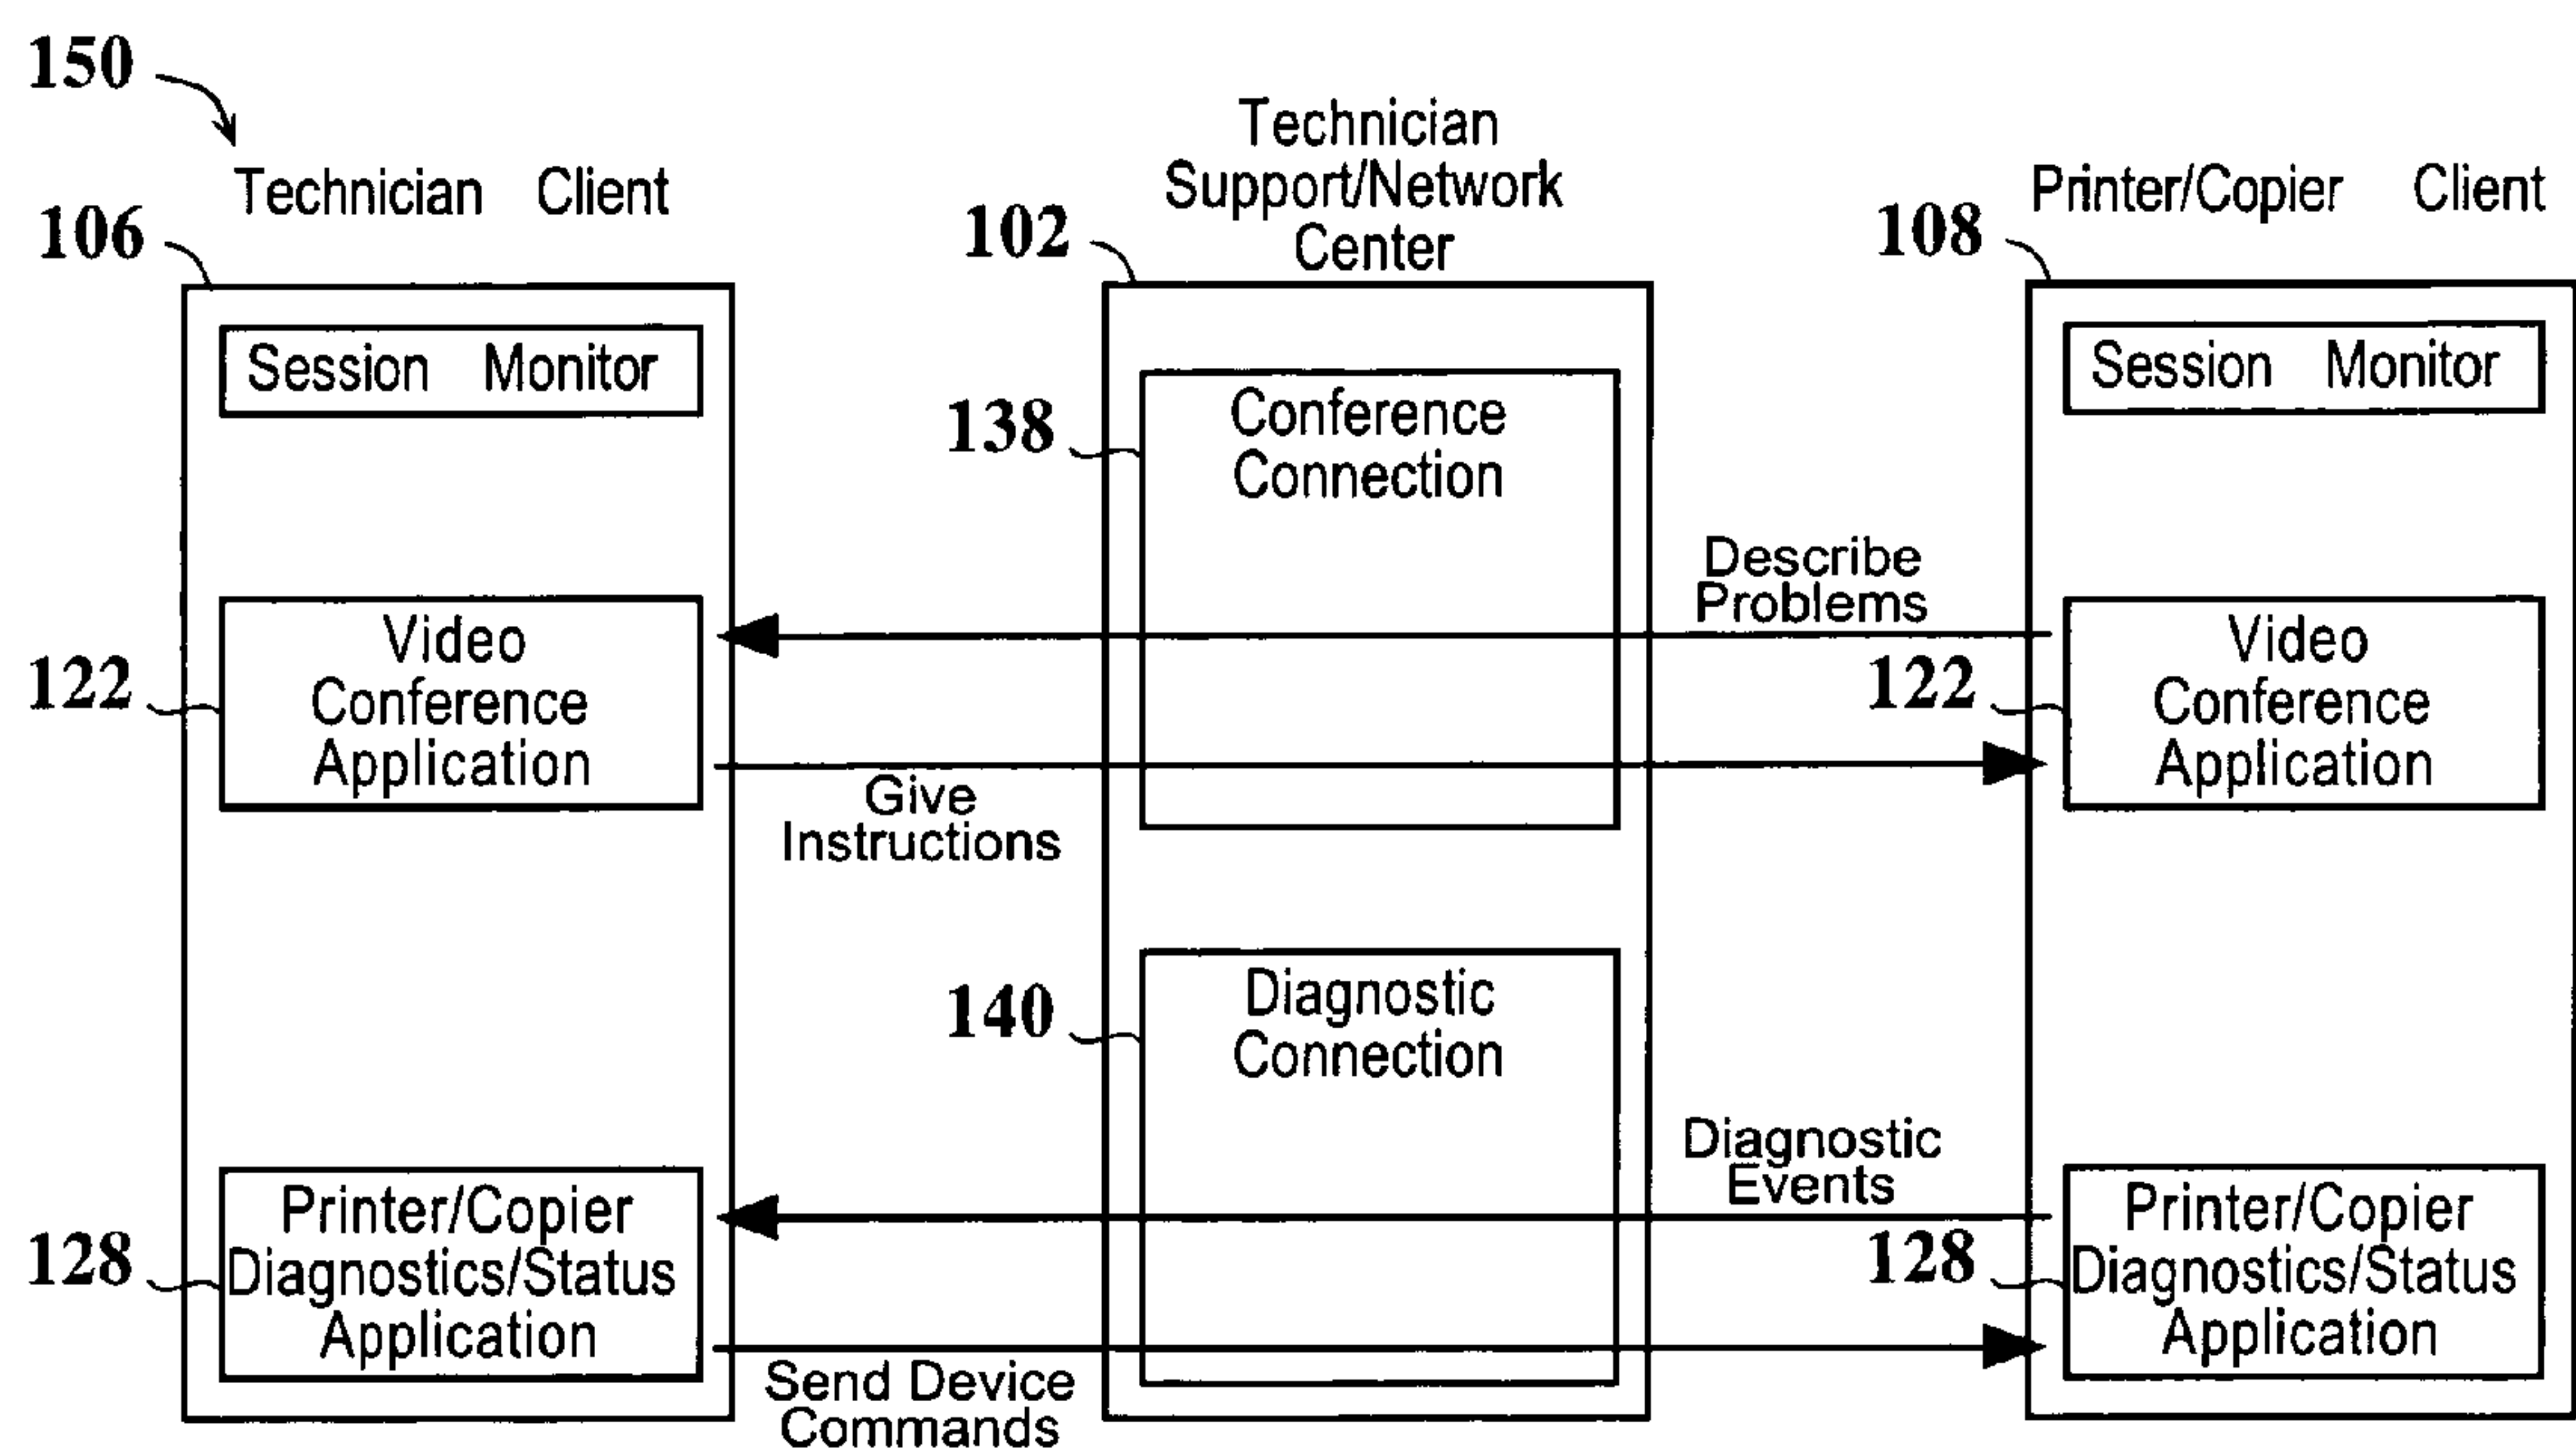 150
Technician Client
106
Session Monitor
Video
Conference
Application
122
Printer/Copier
Diagnostics/Status
Application
128
Technician
Support/Network
Center
102
Conference
Connection
138
Diagnostic
Connection
140
Describe
Problems
Give
Instructions
Diagnostic
Events
Send Device
Commands
Printer/Copier Client
108
Session Monitor
Video
Conference
Application
122
Printer/Copier
Diagnostics/Status
Application
128